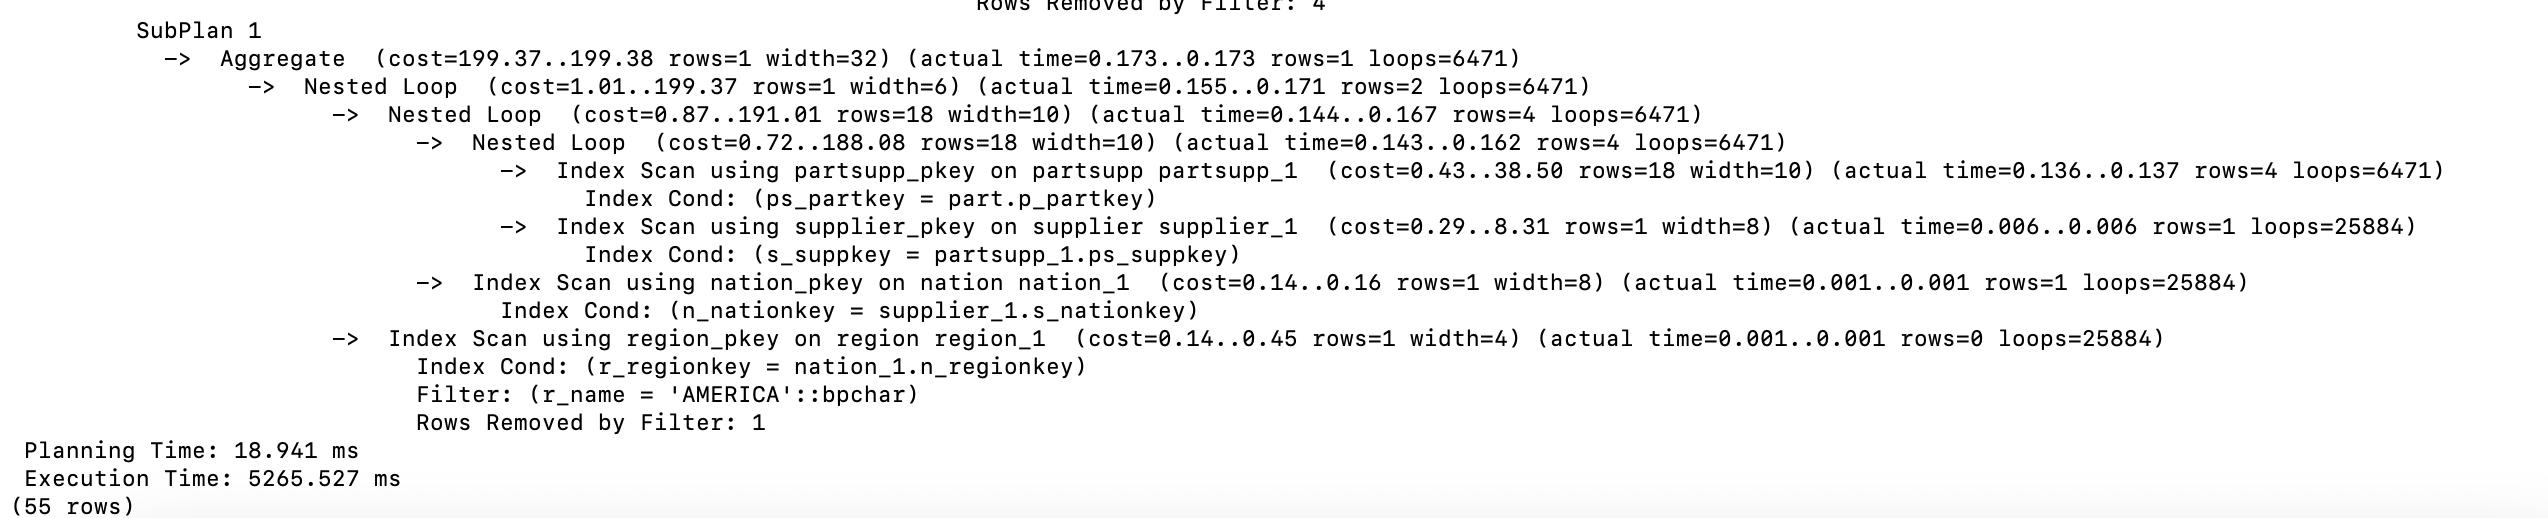 Rows Removed by Filter: 4
SubPlan 1
->  Aggregate  (cost=199.37..199.38 rows=1 width=32) (actual time=0.173..0.173 rows=1 loops=6471)
->  Nested Loop  (cost=1.01..199.37 rows=1 width=6) (actual time=0.155..0.171 rows=2 loops=6471)
->  Nested Loop  (cost=0.87..191.01 rows=18 width=10) (actual time=0.144..0.167 rows=4 loops=6471)
->  Nested Loop  (cost=0.72..188.08 rows=18 width=10) (actual time=0.143..0.162 rows=4 loops=6471)
->  Index Scan using partsupp_pkey on partsupp partsupp_1  (cost=0.43..38.50 rows=18 width=10) (actual time=0.136..0.137 rows=4 loops=6471)
Index Cond: (ps_partkey = part.p_partkey)
->  Index Scan using supplier_pkey on supplier supplier_1  (cost=0.29..8.31 rows=1 width=8) (actual time=0.006..0.006 rows=1 loops=25884)
Index Cond: (s_suppkey = partsupp_1.ps_suppkey)
->  Index Scan using nation_pkey on nation nation_1  (cost=0.14..0.16 rows=1 width=8) (actual time=0.001..0.001 rows=1 loops=25884)
Index Cond: (n_nationkey = supplier_1.s_nationkey)
->  Index Scan using region_pkey on region region_1  (cost=0.14..0.45 rows=1 width=4) (actual time=0.001..0.001 rows=0 loops=25884)
Index Cond: (r_regionkey = nation_1.n_regionkey)
Filter: (r_name = 'AMERICA'::bpchar)
Rows Removed by Filter: 1
Planning Time: 18.941 ms
Execution Time: 5265.527 ms
(55 rows)